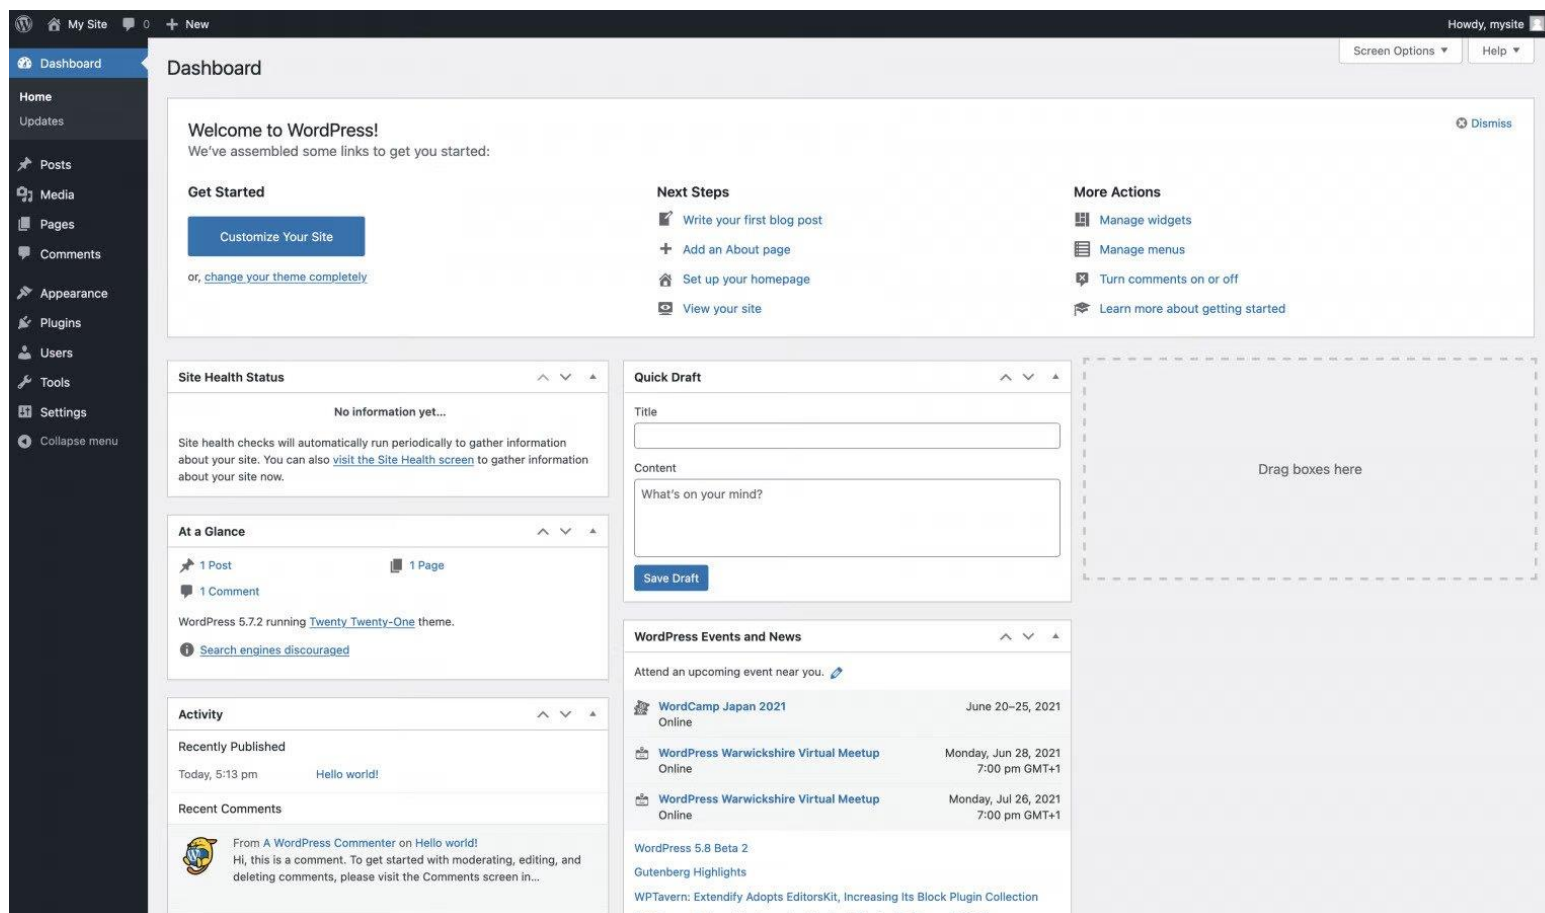 My Site
0
New
Howdy, mysite
Dashboard
Home
Updates
Posts
Media
Pages
Comments
Appearance
Plugins
Users
Tools
Settings
Collapse menu
Dashboard
Screen Options
Help
Welcome to WordPress!
We've assembled some links to get you started:
Dismiss
Get Started
Customize Your Site
or, change your theme completely
Next Steps
Write your first blog post
Add an About page
Set up your homepage
View your site
More Actions
Manage widgets
Manage menus
Turn comments on or off
Learn more about getting started
Site Health Status
No information yet...
Site health checks will automatically run periodically to gather information
about your site. You can also visit the Site Health screen to gather information
about your site now.
At a Glance
1 Post
1 Page
1 Comment
WordPress 5.7.2 running Twenty Twenty-One theme.
Search engines discouraged
Activity
Recently Published
Today, 5:13 pm Hello world!
Recent Comments
From A WordPress Commenter on Hello world!
Hi, this is a comment. To get started with moderating, editing, and
deleting comments, please visit the Comments screen in...
Quick Draft
Title
Content
What's on your mind?
Save Draft
WordPress Events and News
Attend an upcoming event near you.
WordCamp Japan 2021 June 20–25, 2021
Online
WordPress Warwickshire Virtual Meetup Monday, Jun 28, 2021
Online 7:00 pm GMT+1
WordPress Warwickshire Virtual Meetup Monday, Jul 26, 2021
Online 7:00 pm GMT+1
WordPress 5.8 Beta 2
Gutenberg Highlights
WPTavern: Extendify Adopts EditorsKit, Increasing Its Block Plugin Collection
Drag boxes here